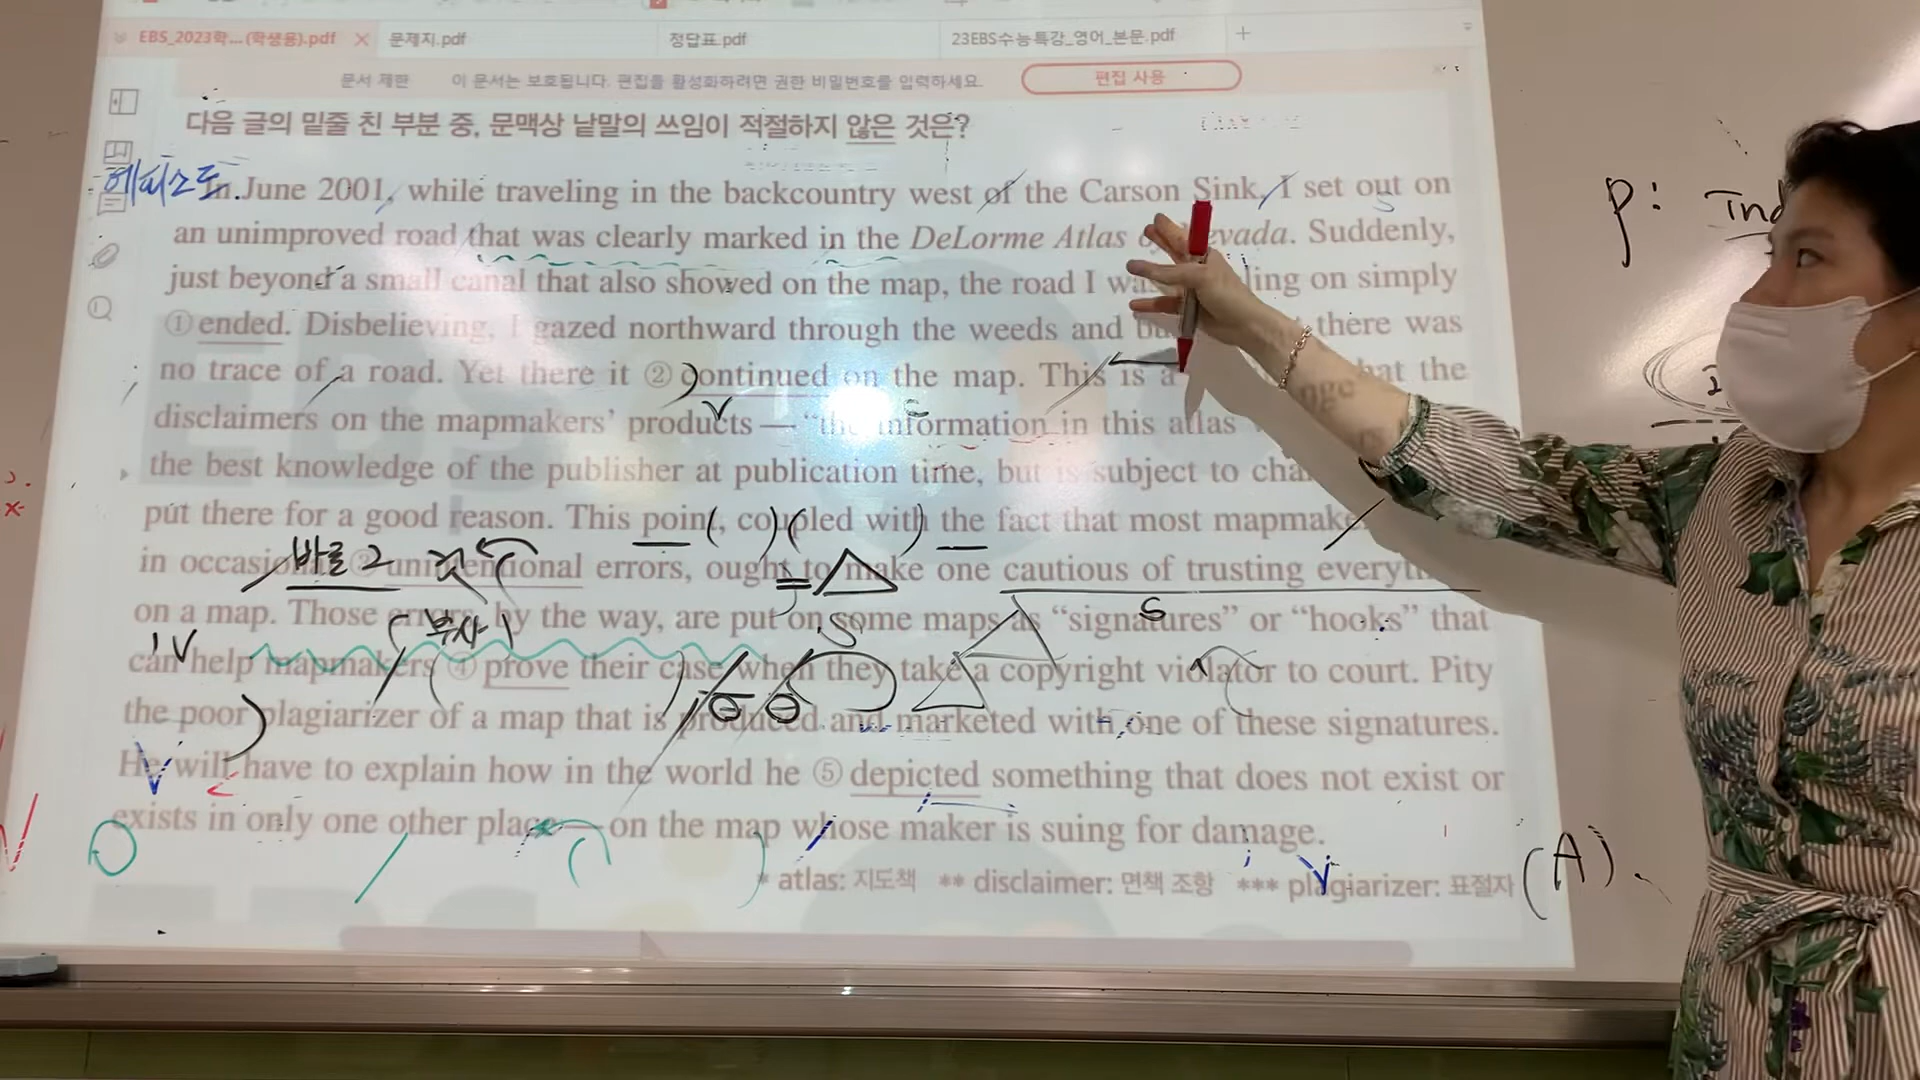 EBS_2023학...(학생용).pdf
문제지.pdf
정답표.pdf
23EBS수능특강_영어_본문.pdf
문서 제한 이 문서는 보호됩니다. 편집을 활성화하려면 권한 비밀번호를 입력하세요.
편집 사용
다음 글의 밑줄 친 부분 중, 문맥상 낱말의 쓰임이 적절하지 않은 것은?
에피소드.
In June 2001, while traveling in the backcountry west of the Carson Sink, I set out on
an unimproved road that was clearly marked in the DeLorme Atlas evada. Suddenly,
just beyond a small canal that also showed on the map, the road I ling on simply
① ended. Disbelieving, I gazed northward through the weeds and there was
no trace of a road. Yet there it ② continued on the map. This is a hat the
disclaimers on the mapmakers' products — “the information in this atlas
the best knowledge of the publisher at publication time, but is subject to cha
put there for a good reason. This point, coupled with the fact that most mapmake
바로 2
in ③ unintentional errors, ought to make one cautious of trusting
on a map. Those errors, by the way, are put on some maps as “signatures” or “hooks” that
부사
S
S
can help mapmakers ④ prove their case when they take a copyright violator to court. Pity
the poor plagiarizer of a map that is produced and marketed with one of these signatures.
He will have to explain how in the world he ⑤ depicted something that does not exist or
exists in only one other place — on the map whose maker is suing for damage.
* atlas: 지도책 ** disclaimer: 면책 조항 *** plagiarizer: 표절자
P: Ind
(A).